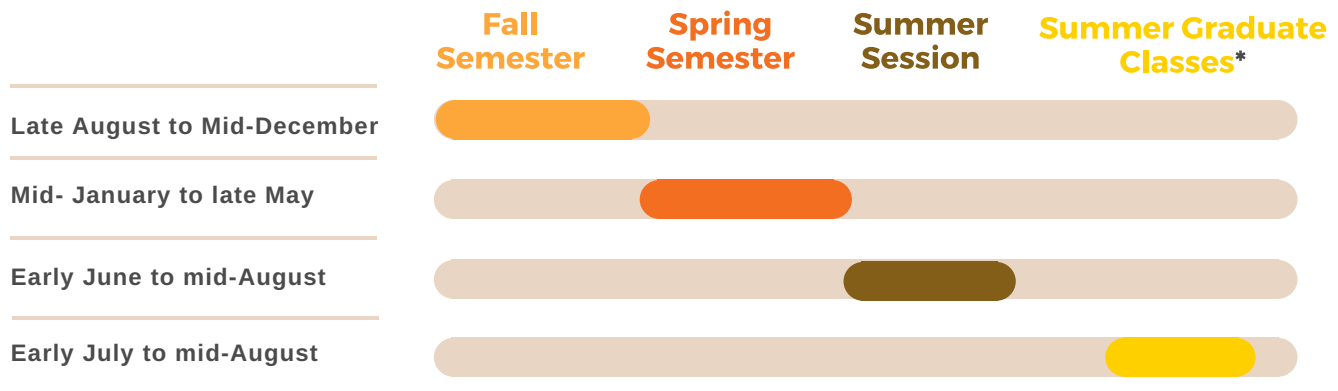 Fall
Semester
Spring
Semester
Summer
Session
Summer Graduate
Classes*
Late August to Mid-December
Mid- January to late May
Early June to mid-August
Early July to mid-August